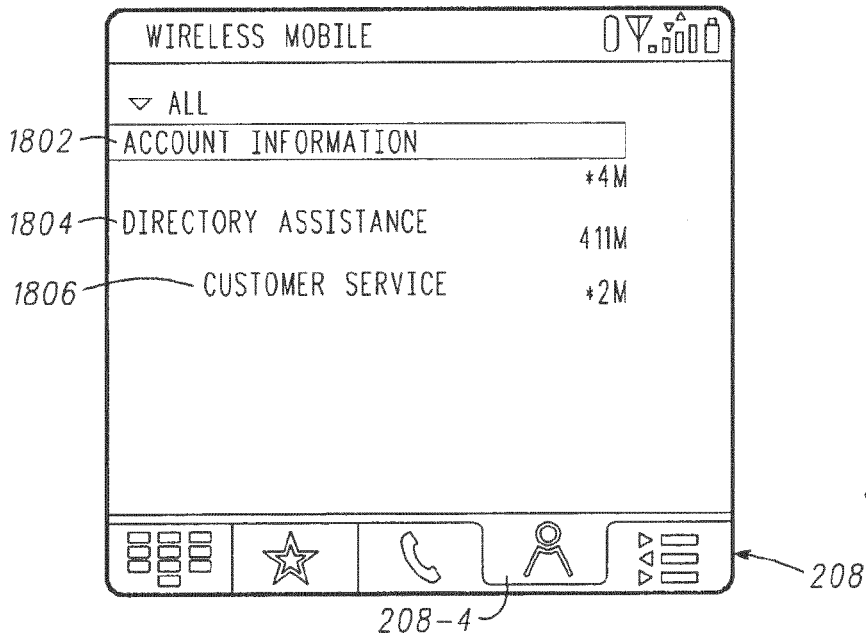 WIRELESS MOBILE
▽ ALL
1802 ACCOUNT INFORMATION
*4M
1804 DIRECTORY ASSISTANCE
411M
1806 CUSTOMER SERVICE *2M
208
208-4